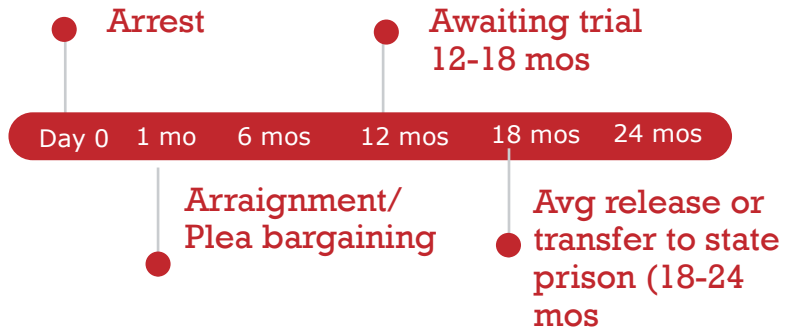 Arrest
Awaiting trial
12-18 mos
Day 0 1 mo 6 mos 12 mos 18 mos 24 mos
Arraignment/
Plea bargaining
Avg release or
transfer to state
prison (18-24
mos